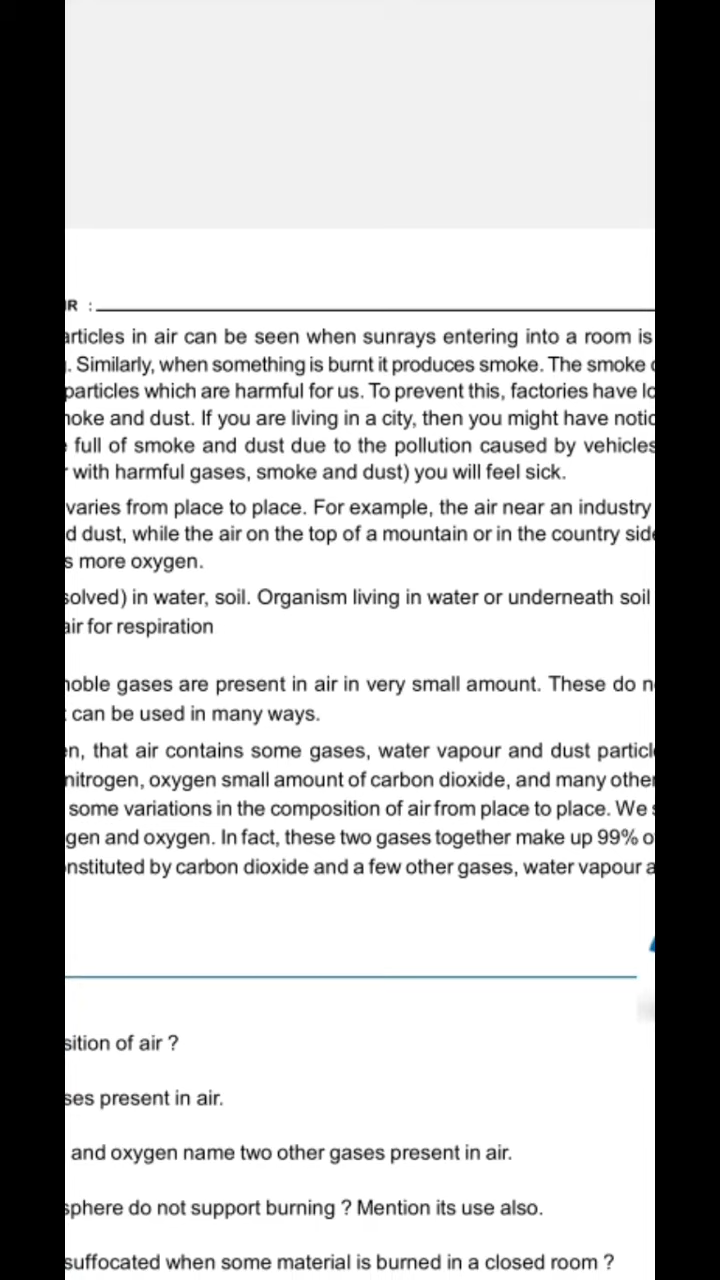 IR :
articles in air can be seen when sunrays entering into a room is
. Similarly, when something is burnt it produces smoke. The smoke
particles which are harmful for us. To prevent this, factories have
oke and dust. If you are living in a city, then you might have
full of smoke and dust due to the pollution caused by vehicles
with harmful gases, smoke and dust) you will feel sick.
varies from place to place. For example, the air near an industry
d dust, while the air on the top of a mountain or in the country
s more oxygen.
solved) in water, soil. Organism living in water or underneath soil
air for respiration
noble gases are present in air in very small amount. These do
can be used in many ways.
en, that air contains some gases, water vapour and dust
nitrogen, oxygen small amount of carbon dioxide, and many other
some variations in the composition of air from place to place. We
gen and oxygen. In fact, these two gases together make up 99%
nstituted by carbon dioxide and a few other gases, water vapour
sition of air ?
ses present in air.
and oxygen name two other gases present in air.
sphere do not support burning ? Mention its use also.
suffocated when some material is burned in a closed room ?